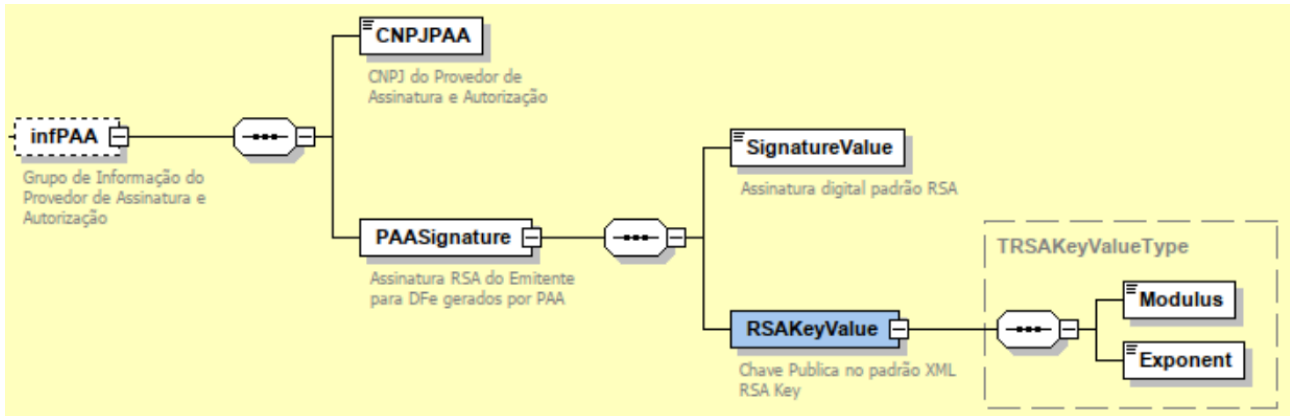 CNPJPAA
CNPJ do Provedor de
Assinatura e Autorização
infPAA
Grupo de Informação do
Provedor de Assinatura e
Autorização
SignatureValue
Assinatura digital padrão RSA
PAASignature
Assinatura RSA do Emitente
para DFe gerados por PAA
TRSAKeyValueType
Modulus
RSAKeyValue
Chave Publica no padrão XML
RSA Key
Exponent